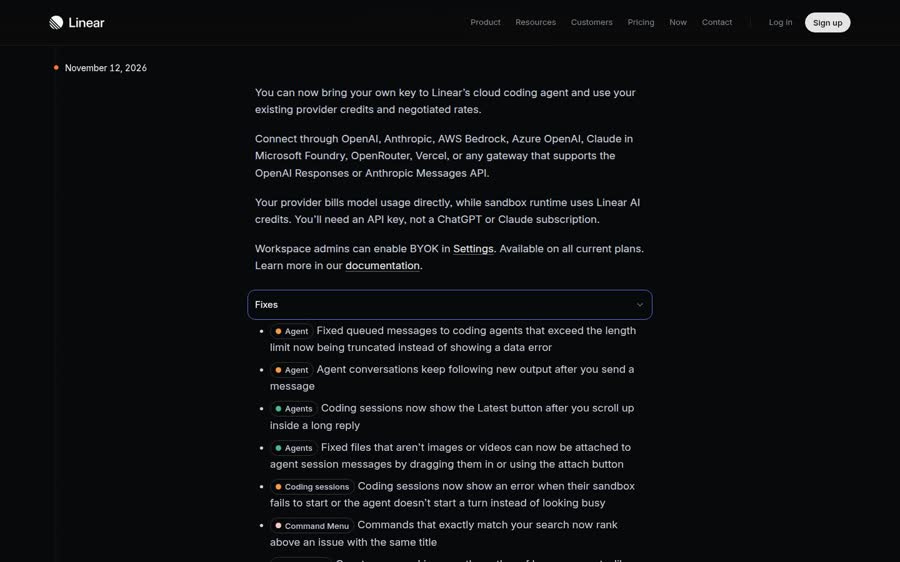 Linear
Product Resources Customers Pricing Now Contact Log in Sign up
November 12, 2026
You can now bring your own key to Linear's cloud coding agent and use your
existing provider credits and negotiated rates.
Connect through OpenAI, Anthropic, AWS Bedrock, Azure OpenAI, Claude in
Microsoft Foundry, OpenRouter, Vercel, or any gateway that supports the
OpenAI Responses or Anthropic Messages API.
Your provider bills model usage directly, while sandbox runtime uses Linear AI
credits. You'll need an API key, not a ChatGPT or Claude subscription.
Workspace admins can enable BYOK in Settings. Available on all current plans.
Learn more in our documentation.
Fixes
Agent Fixed queued messages to coding agents that exceed the length
limit now being truncated instead of showing a data error
Agent Agent conversations keep following new output after you send a
message
Agents Coding sessions now show the Latest button after you scroll up
inside a long reply
Agents Fixed files that aren't images or videos can now be attached to
agent session messages by dragging them in or using the attach button
Coding sessions Coding sessions now show an error when their sandbox
fails to start or the agent doesn't start a turn instead of looking busy
Command Menu Commands that exactly match your search now rank
above an issue with the same title